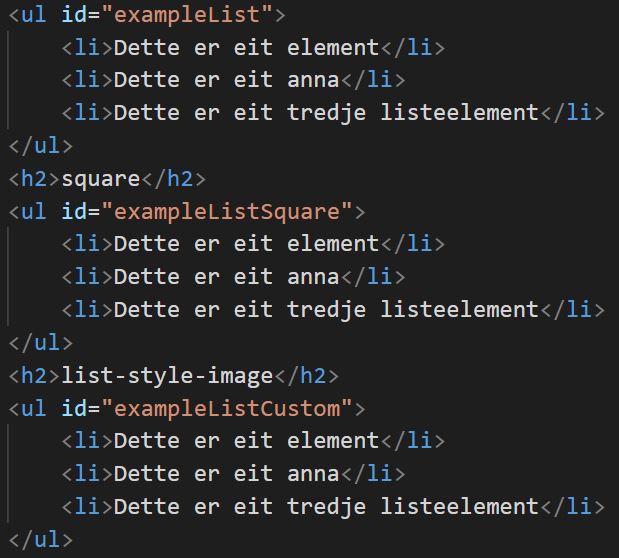 <ul id="exampleList">
    <li>Dette er eit element</li>
    <li>Dette er eit anna</li>
    <li>Dette er eit tredje listeelement</li>
</ul>
<h2>square</h2>
<ul id="exampleListSquare">
    <li>Dette er eit element</li>
    <li>Dette er eit anna</li>
    <li>Dette er eit tredje listeelement</li>
</ul>
<h2>list-style-image</h2>
<ul id="exampleListCustom">
    <li>Dette er eit element</li>
    <li>Dette er eit anna</li>
    <li>Dette er eit tredje listeelement</li>
</ul>